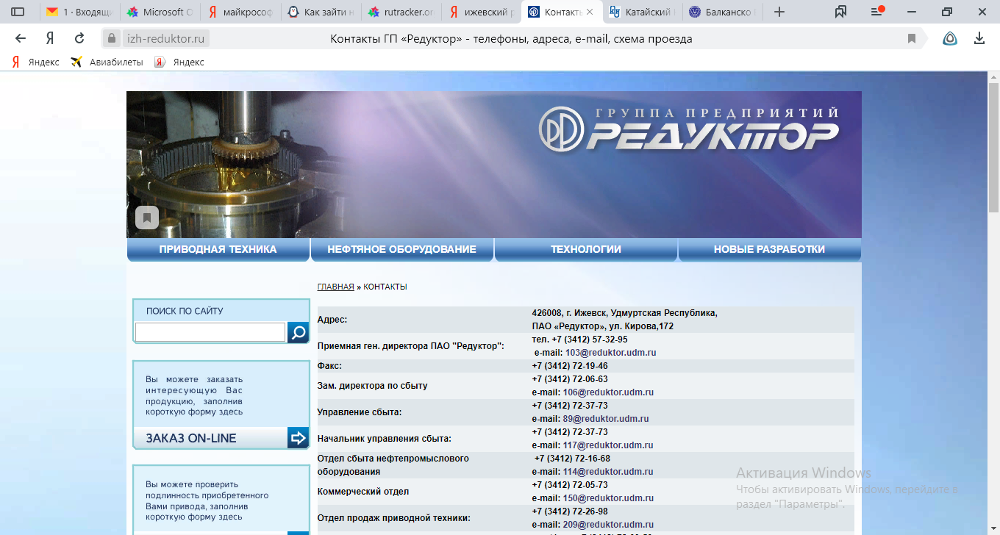 1 · Входящи
Microsoft O
майкрософ
Как зайти н
rutracker.or
ижевский р
Контакть
Катайский
Балканско
izh-reduktor.ru
Контакты ГП «Редуктор» - телефоны, адреса, e-mail, схема проезда
Яндекс
Авиабилеты
Яндекс
ГРУППА ПРЕДПРИЯТИЙ
РЕДУКТОР
ПРИВОДНАЯ ТЕХНИКА
НЕФТЯНОЕ ОБОРУДОВАНИЕ
ТЕХНОЛОГИИ
НОВЫЕ РАЗРАБОТКИ
ГЛАВНАЯ » КОНТАКТЫ
ПОИСК ПО САЙТУ
Вы можете заказать
интересующую Вас
продукцию, заполнив
короткую форму здесь
ЗАКАЗ ON-LINE
Вы можете проверить
подлинность приобретенного
Вами привода, заполнив
короткую форму здесь
Адрес:
426008, г. Ижевск, Удмуртская Республика,
ПАО «Редуктор», ул. Кирова,172
Приемная ген. директора ПАО "Редуктор":
тел. +7 (3412) 57-32-95
e-mail: 103@reduktor.udm.ru
Факс:
+7 (3412) 72-19-46
Зам. директора по сбыту
+7 (3412) 72-06-63
e-mail: 106@reduktor.udm.ru
Управление сбыта:
+7 (3412) 72-37-73
e-mail: 89@reduktor.udm.ru
Начальник управления сбыта:
+7 (3412) 72-37-73
e-mail: 117@reduktor.udm.ru
Отдел сбыта нефтепромыслового
оборудования
+7 (3412) 72-16-68
e-mail: 114@reduktor.udm.ru
Коммерческий отдел
+7 (3412) 72-05-73
e-mail: 150@reduktor.udm.ru
Отдел продаж приводной техники:
+7 (3412) 72-26-98
e-mail: 209@reduktor.udm.ru
Активация Windows
Чтобы активировать Windows, перейдите в
раздел "Параметры".